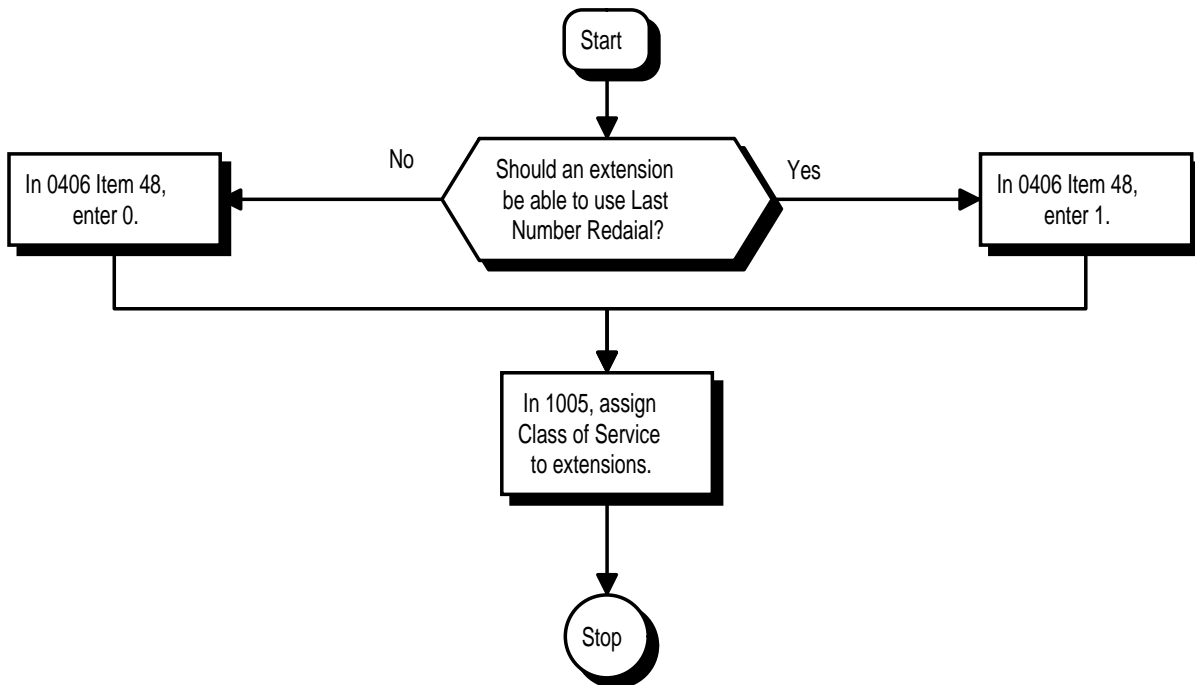 Start
No
Should an extension
be able to use Last
Number Redaial?
Yes
In 0406 Item 48,
enter 0.
In 0406 Item 48,
enter 1.
In 1005, assign
Class of Service
to extensions.
Stop